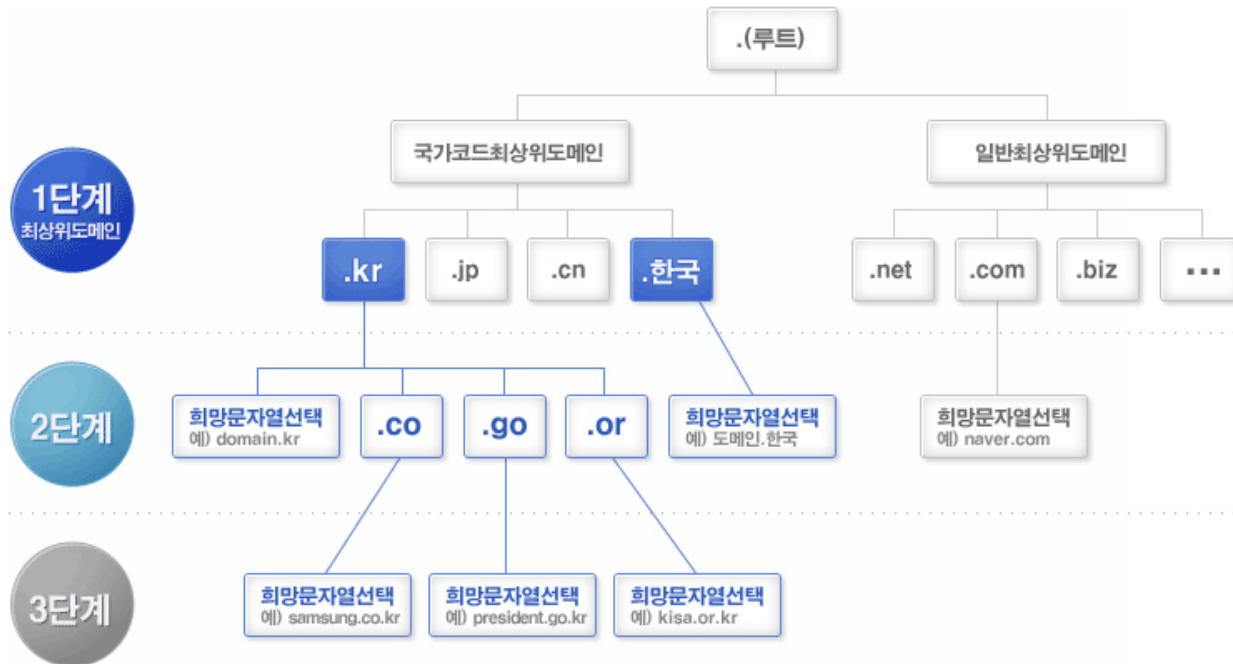 .(루트)
국가코드최상위도메인
일반최상위도메인
1단계
최상위도메인
.kr
.jp
.cn
.한국
.net
.com
.biz
...
2단계
희망문자열선택
예) domain.kr
.co
.go
.or
희망문자열선택
예) 도메인.한국
희망문자열선택
예) naver.com
3단계
희망문자열선택
예) samsung.co.kr
희망문자열선택
예) president.go.kr
희망문자열선택
예) kisa.or.kr